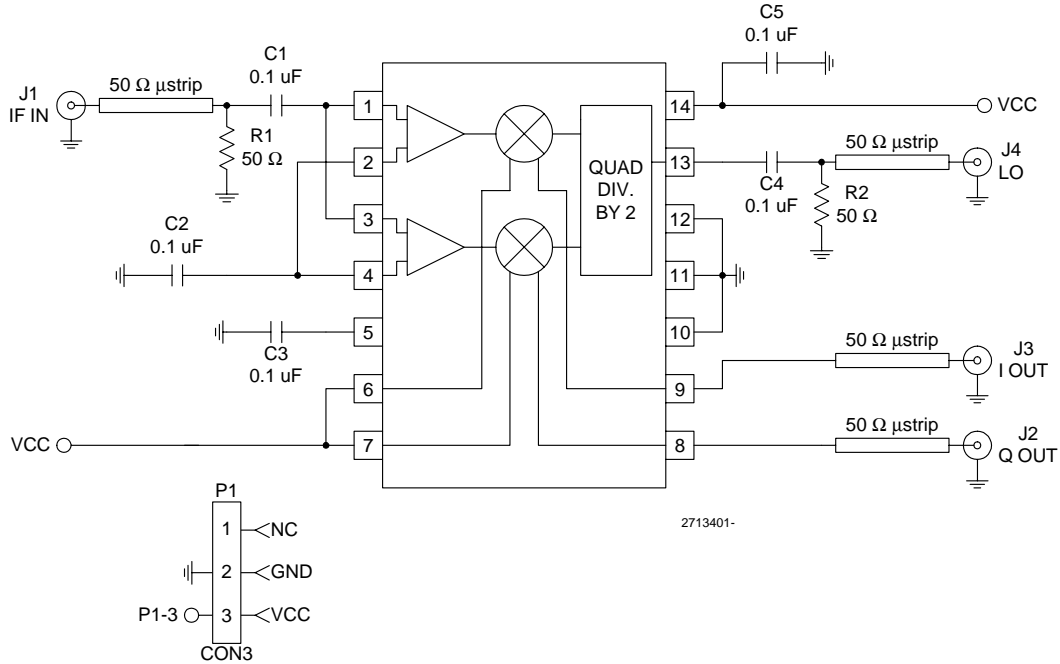 C5
0.1 uF
C1
0.1 uF
J1
IF IN
50 Ω µstrip
R1
50 Ω
1
2
3
4
5
6
7
14
13
12
11
10
9
8
QUAD
DIV.
BY 2
VCC
50 Ω µstrip
J4
LO
C4
0.1 uF
R2
50 Ω
C2
0.1 uF
C3
0.1 uF
50 Ω µstrip
J3
I OUT
50 Ω µstrip
J2
Q OUT
VCC
2713401-
P1
1
NC
2
GND
P1-3
3
VCC
CON3